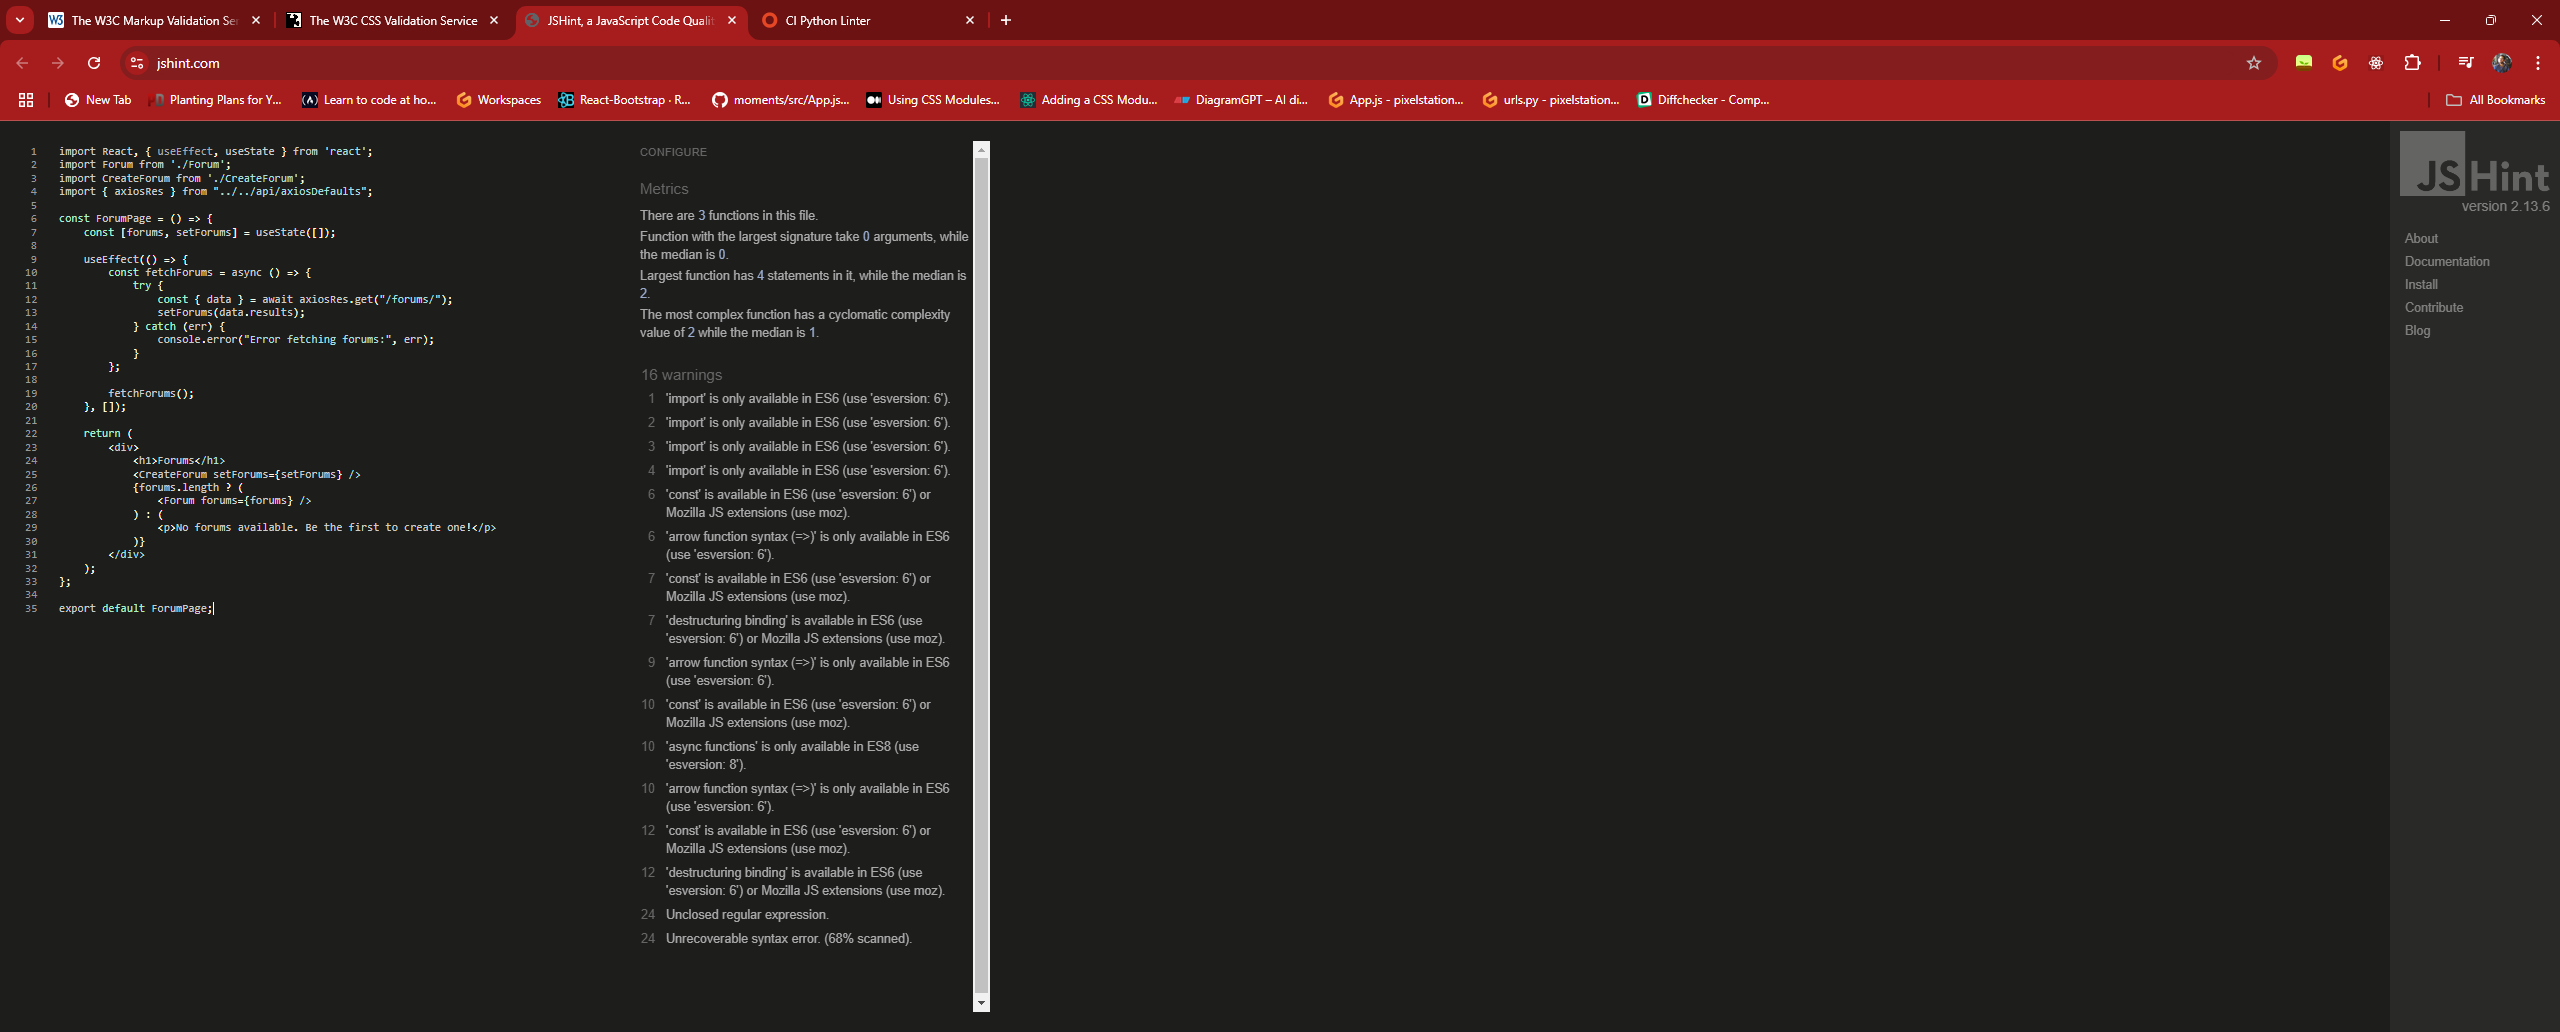 The W3C Markup Validation Se
The W3C CSS Validation Service
JSHint, a JavaScript Code Qualit
CI Python Linter
jshint.com
New Tab
Planting Plans for Y...
Learn to code at ho...
Workspaces
React-Bootstrap · R...
moments/src/App.js...
Using CSS Modules...
Adding a CSS Modu...
DiagramGPT – AI di...
App.js - pixelstation...
urls.py - pixelstation...
Diffchecker - Comp...
All Bookmarks
1 import React, { useEffect, useState } from 'react';
2 import Forum from './Forum';
3 import CreateForum from './CreateForum';
4 import { axiosRes } from "../../api/axiosDefaults";
5
6 const ForumPage = () => {
7 const [forums, setForums] = useState([]);
8
9 useEffect(() => {
10 const fetchForums = async () => {
11 try {
12 const { data } = await axiosRes.get("/forums/");
13 setForums(data.results);
14 } catch (err) {
15 console.error("Error fetching forums:", err);
16 }
17 };
18
19 fetchForums();
20 }, []);
21
22 return (
23 <div>
24 <h1>Forums</h1>
25 <CreateForum setForums={setForums} />
26 {forums.length ? (
27 <Forum forums={forums} />
28 ) : (
29 <p>No forums available. Be the first to create one!</p>
30 )}
31 </div>
32 );
33 };
34
35 export default ForumPage;
CONFIGURE
Metrics
There are 3 functions in this file.
Function with the largest signature take 0 arguments, while
the median is 0.
Largest function has 4 statements in it, while the median is
2.
The most complex function has a cyclomatic complexity
value of 2 while the median is 1.
16 warnings
1 'import' is only available in ES6 (use 'esversion: 6').
2 'import' is only available in ES6 (use 'esversion: 6').
3 'import' is only available in ES6 (use 'esversion: 6').
4 'import' is only available in ES6 (use 'esversion: 6').
6 'const' is available in ES6 (use 'esversion: 6') or
Mozilla JS extensions (use moz).
6 'arrow function syntax (=>)' is only available in ES6
(use 'esversion: 6').
7 'const' is available in ES6 (use 'esversion: 6') or
Mozilla JS extensions (use moz).
7 'destructuring binding' is available in ES6 (use
'esversion: 6') or Mozilla JS extensions (use moz).
9 'arrow function syntax (=>)' is only available in ES6
(use 'esversion: 6').
10 'const' is available in ES6 (use 'esversion: 6') or
Mozilla JS extensions (use moz).
10 'async functions' is only available in ES8 (use
'esversion: 8').
10 'arrow function syntax (=>)' is only available in ES6
(use 'esversion: 6').
12 'const' is available in ES6 (use 'esversion: 6') or
Mozilla JS extensions (use moz).
12 'destructuring binding' is available in ES6 (use
'esversion: 6') or Mozilla JS extensions (use moz).
24 Unclosed regular expression.
24 Unrecoverable syntax error. (68% scanned).
JSHint
version 2.13.6
About
Documentation
Install
Contribute
Blog